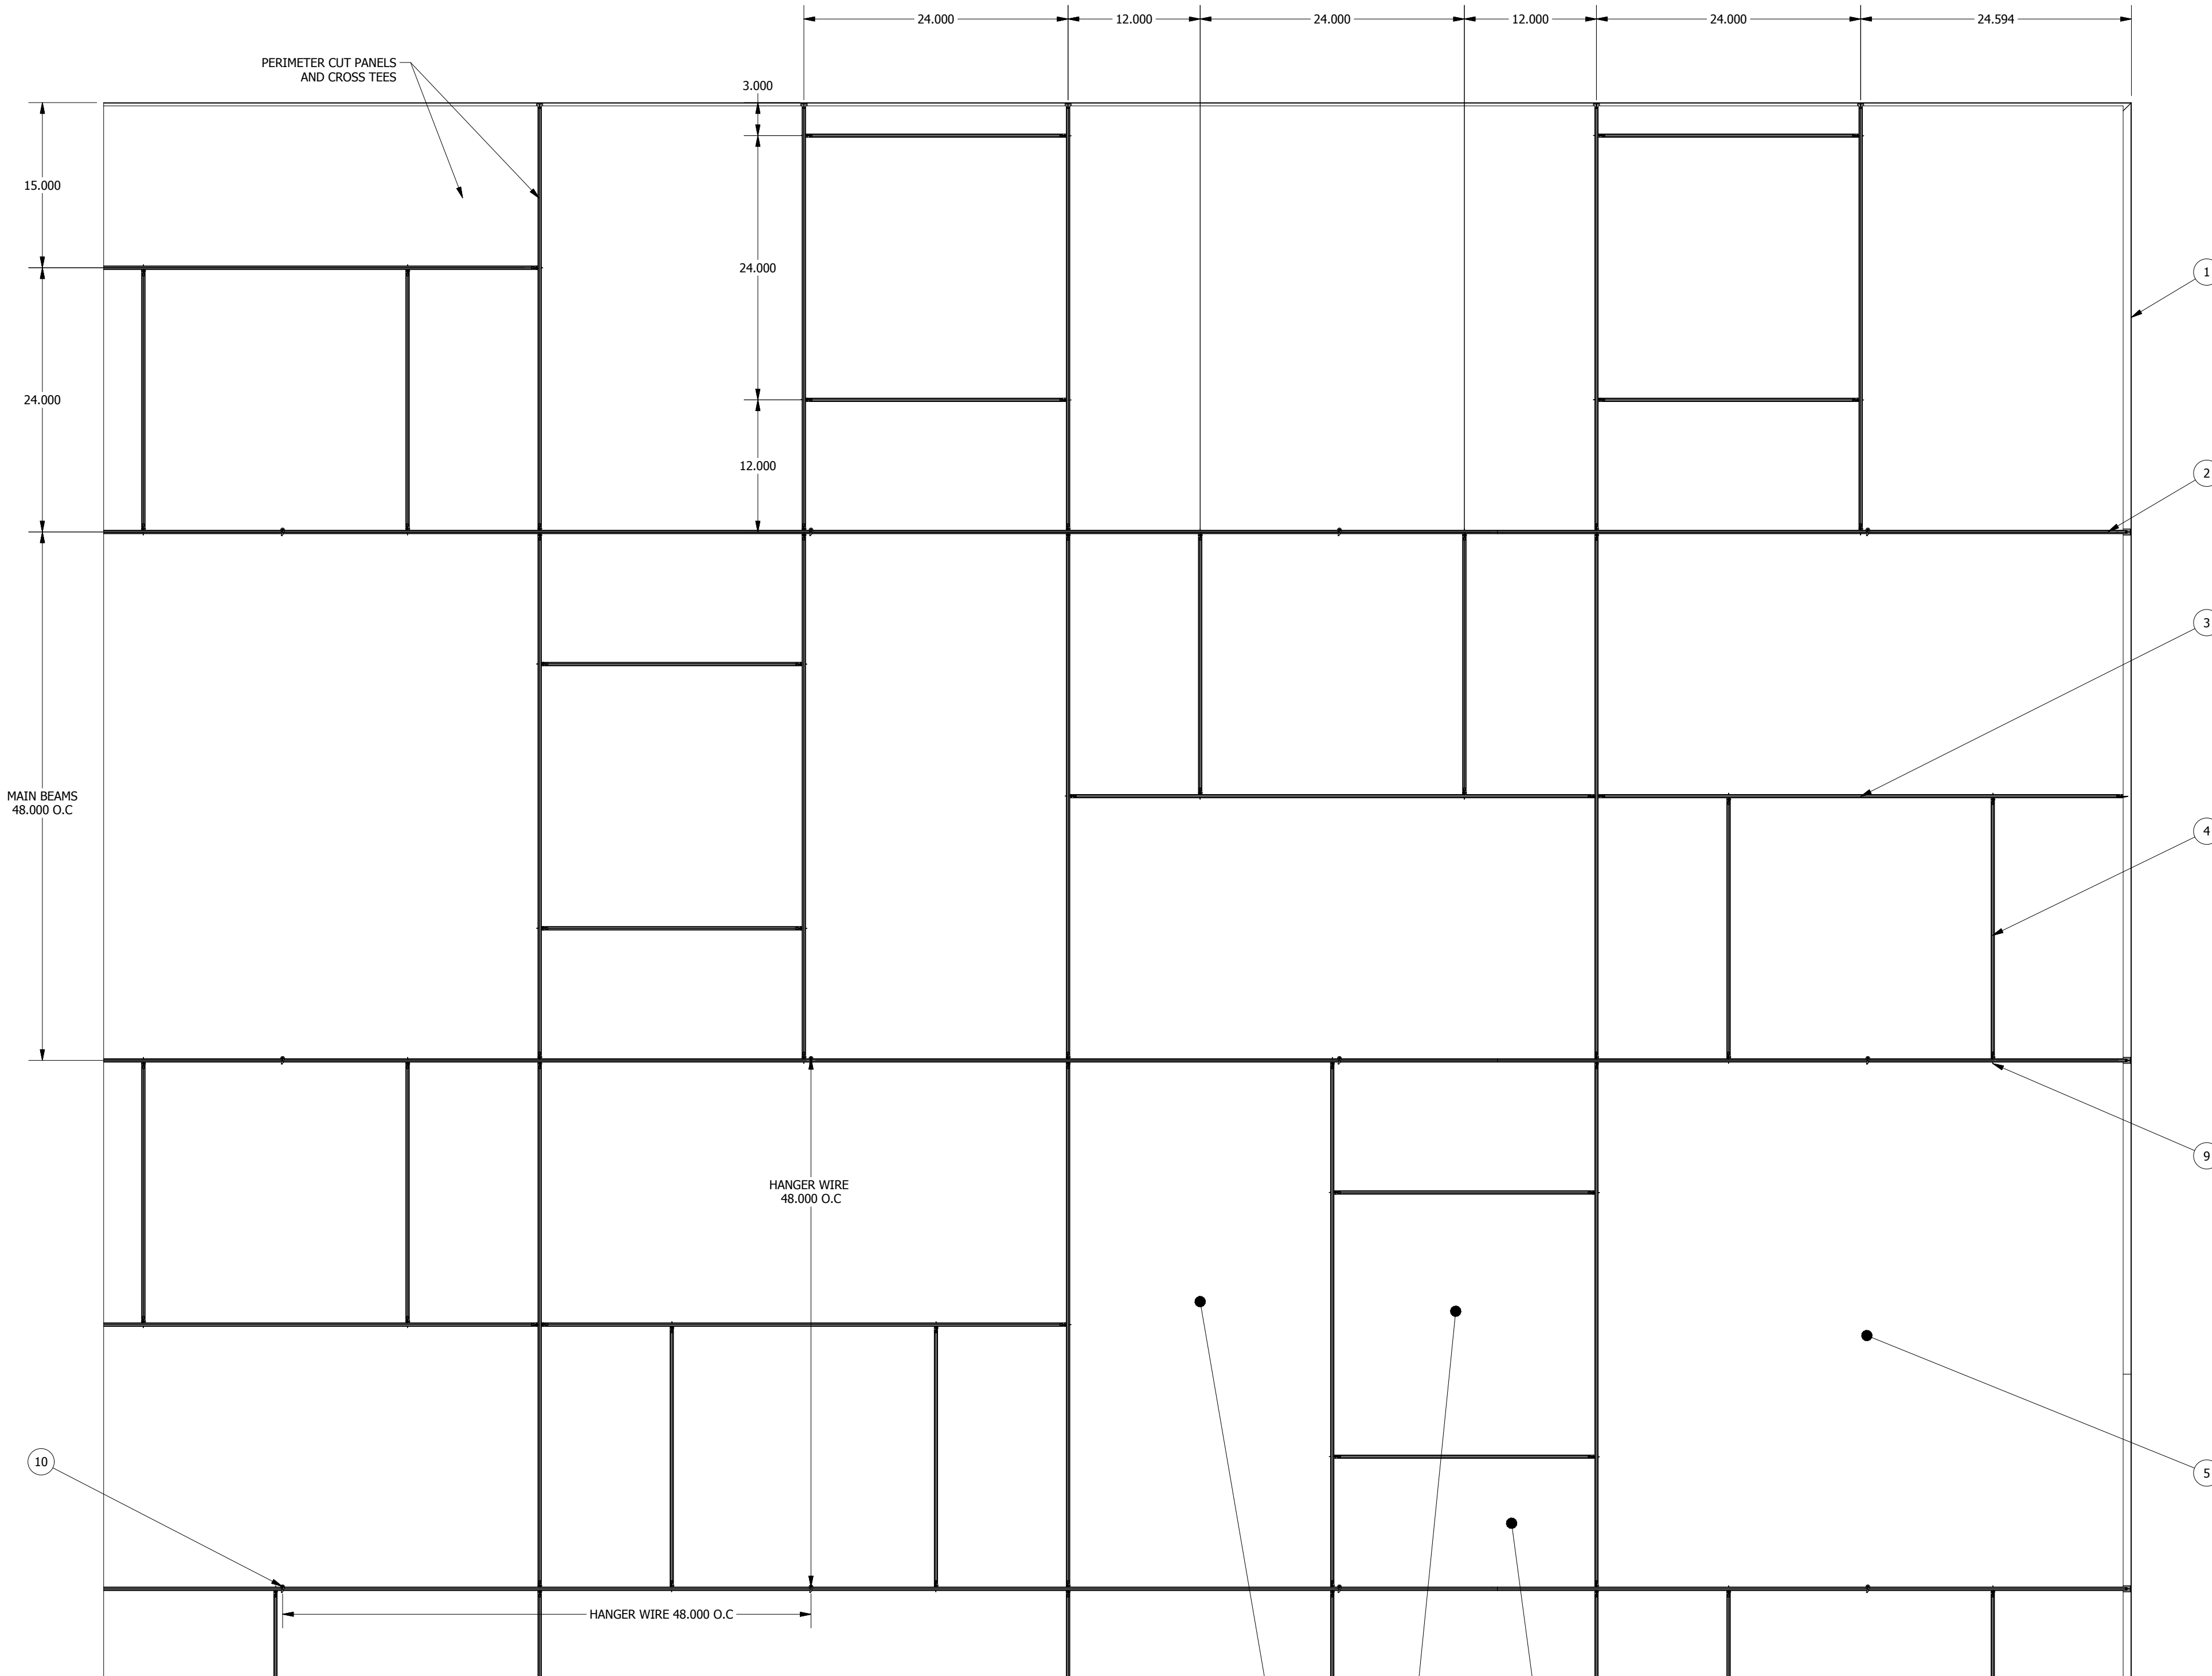 24.000
12.000
24.000
12.000
24.000
24.594
PERIMETER CUT PANELS
AND CROSS TEES
3.000
15.000
24.000
1
24.000
12.000
2
3
MAIN BEAMS
48.000 O.C
4
9
HANGER WIRE
48.000 O.C
10
5
HANGER WIRE 48.000 O.C